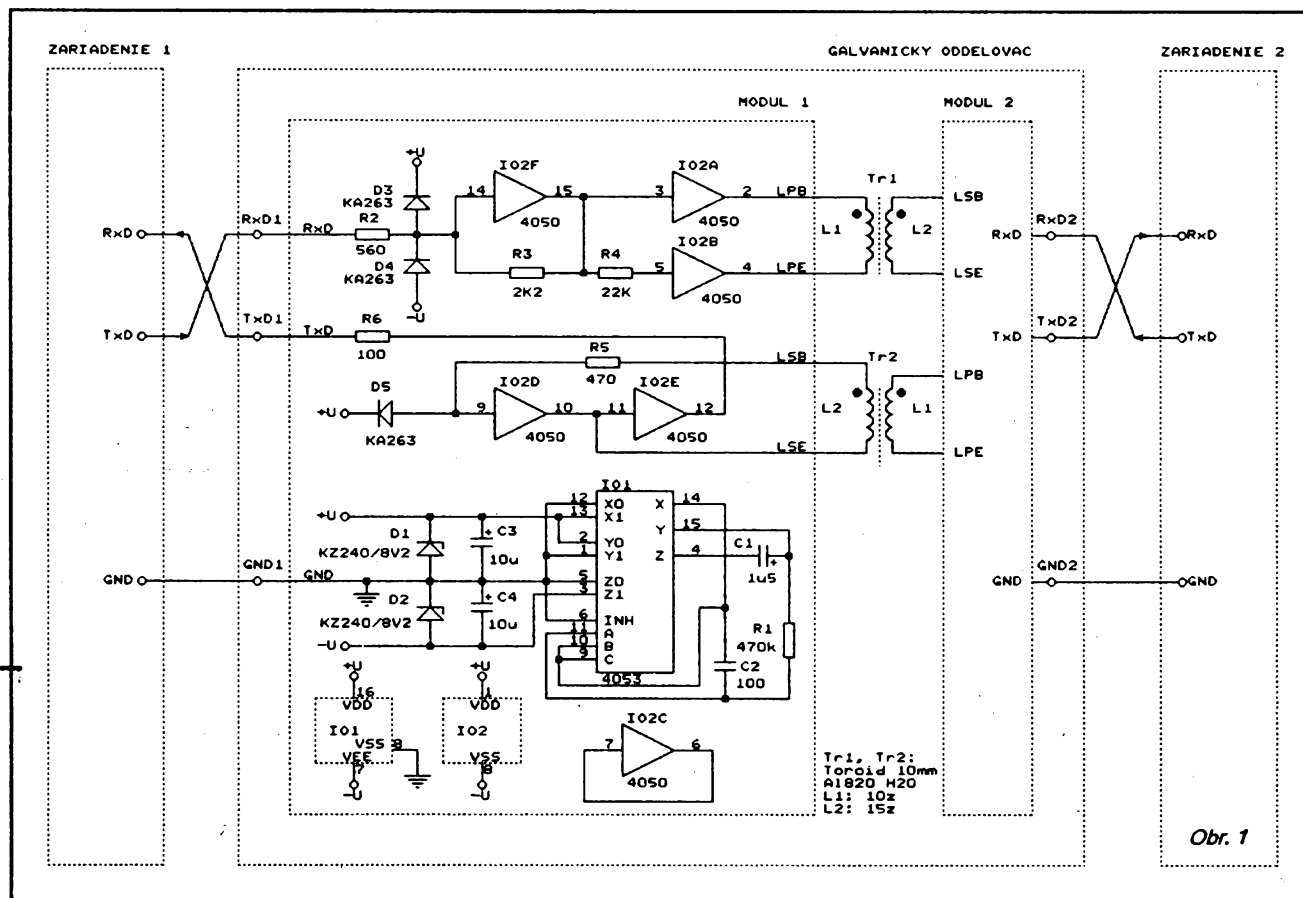 ZARIADENIE 1
GALVANICKY ODDELOVAC
ZARIADENIE 2
MODUL 1
MODUL 2
+U
D3
KA263
IO2F
14
15
4050
IO2A
3
2
LPB
4050
Tr1
LSB
L1
L2
RxD
RxD1
RxD
R2
560
D4
KA263
-U
R3
2K2
R4
22K
IO2B
5
4
LPE
4050
LSE
RxD
RxD2
RxD
TxD
TxD1
TxD
R6
100
TxD
TxD2
TxD
R5
470
LSB
Tr2
LPB
+U
D5
KA263
IO2D
9
10
4050
IO2E
11
12
4050
L2
L1
LSE
LPE
+U
D1
KZ240/8V2
C3
+
10u
IO1
12
X0
13
X1
2
Y0
1
Y1
5
Z0
3
Z1
6
INH
11
A
10
B
9
C
X
14
Y
15
Z
4
4053
C1
+
1u5
GND
GND1
GND
D2
KZ240/8V2
C4
+
10u
-U
R1
470k
C2
100
GND
GND2
GND
+U
16
VDD
IO1
VSS
8
VEE
7
-U
+U
1
VDD
IO2
VSS
8
-U
IO2C
7
6
4050
Tr1, Tr2:
Toroid 10mm
A1820 H20
L1: 10z
L2: 15z
Obr. 1